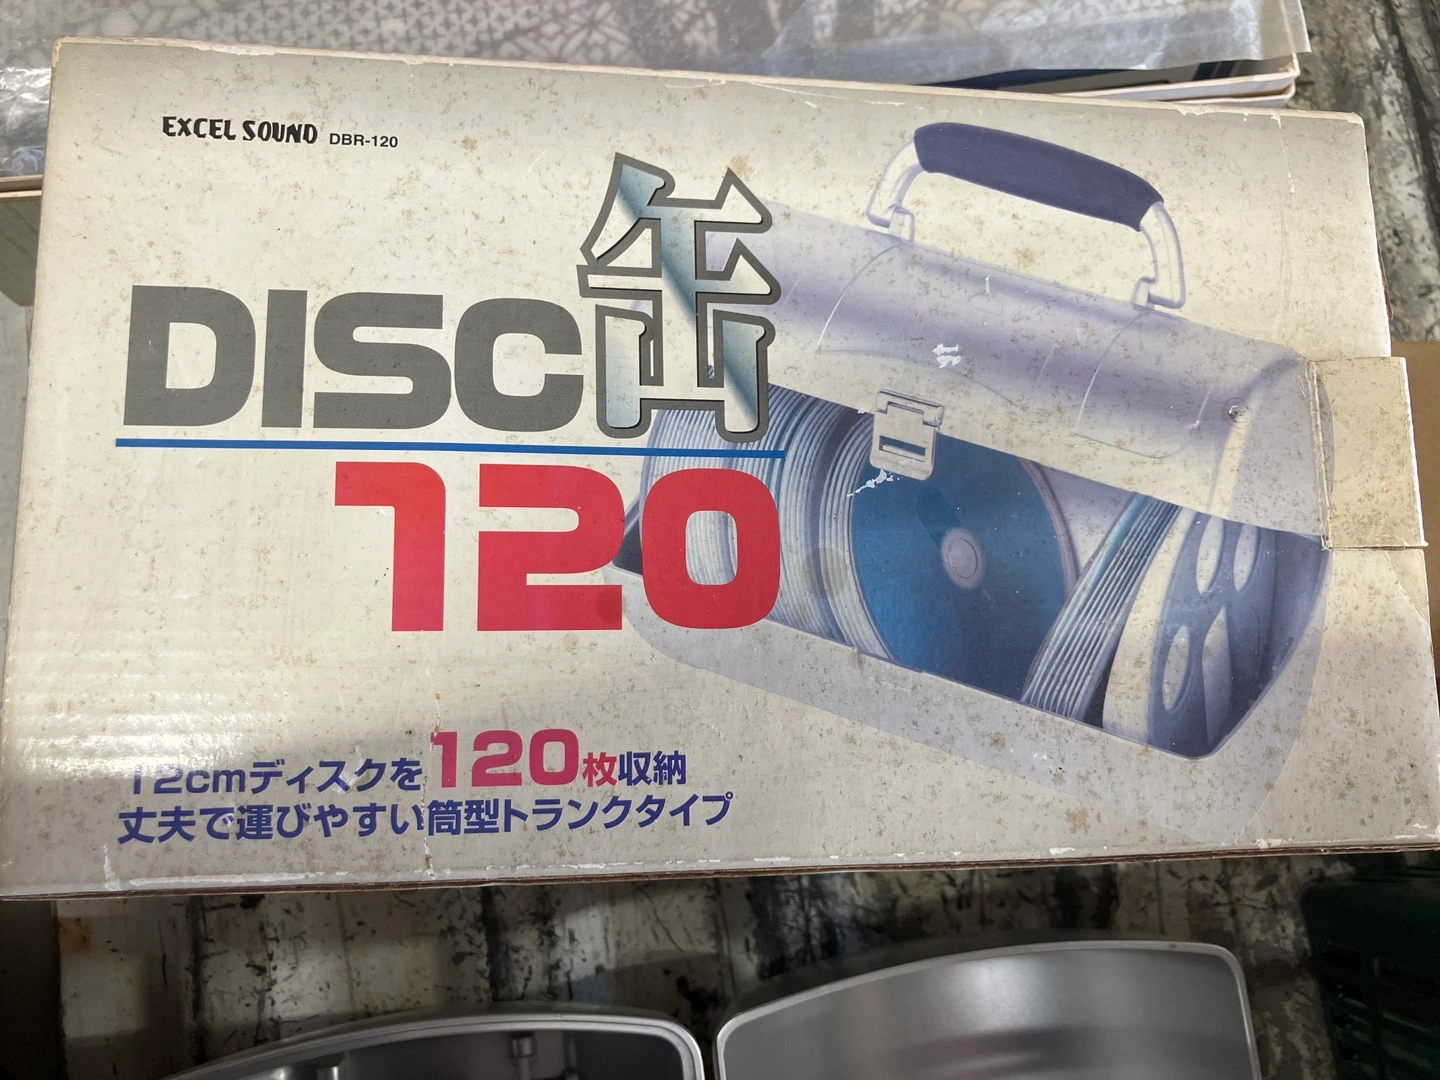 EXCEL SOUND DBR-120
DISC缶
120
12cmディスクを120枚収納
丈夫で運びやすい筒型トランクタイプ